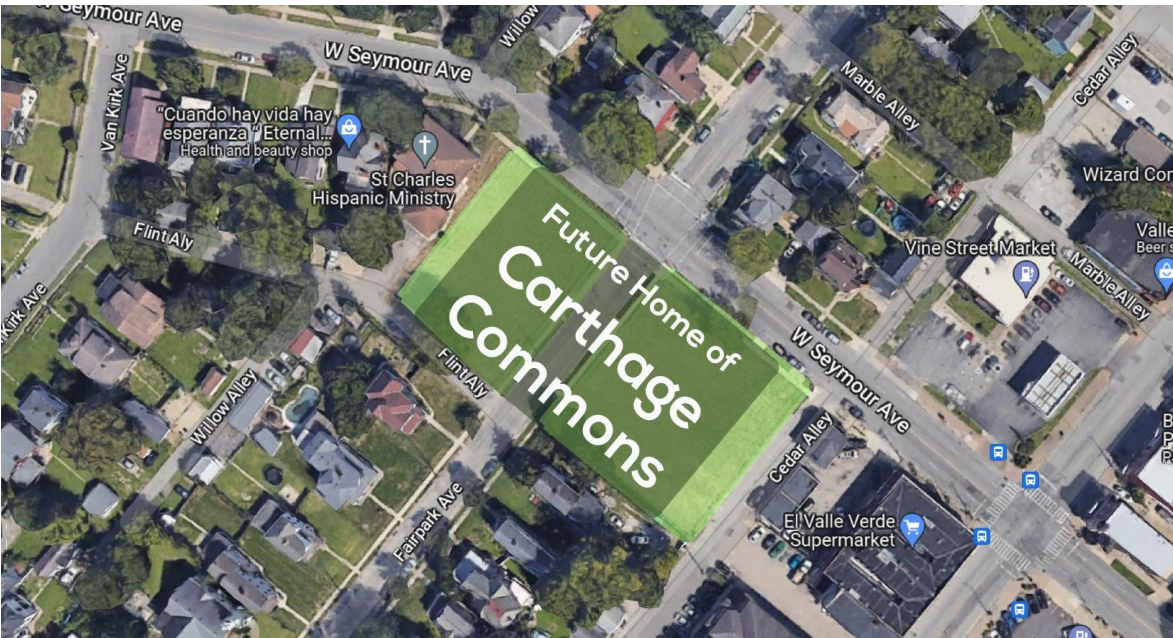 W Seymour Ave
Willow
W Seymour Ave
Van Kirk Ave
Marble Alley
Cedar Alley
"Cuando hay vida hay
esperanza " Eternal...
Health and beauty shop
St Charles
Hispanic Ministry
Wizard Con
Flint Aly
Vine Street Market
Valle
Beer s
Marble Alley
Kirk Ave
Future Home of
Carthage
Commons
W Seymour Ave
Flint Aly
Willow Alley
Cedar Alley
Fairpark Ave
El Valle Verde
Supermarket
B
P
P